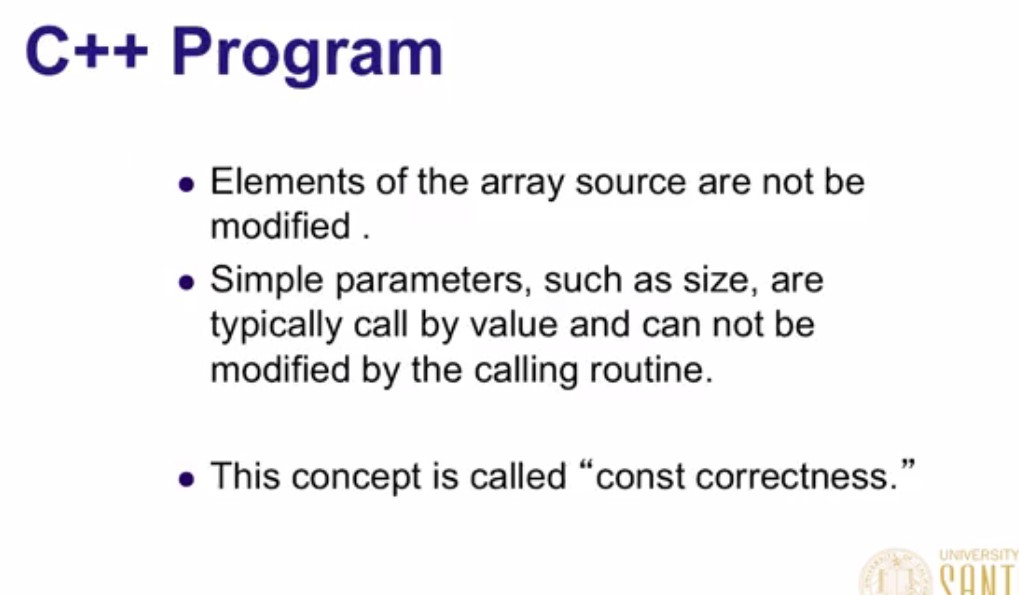 C++ Program
● Elements of the array source are not be
modified .
● Simple parameters, such as size, are
typically call by value and can not be
modified by the calling routine.
● This concept is called “const correctness.”
UNIVERSITY